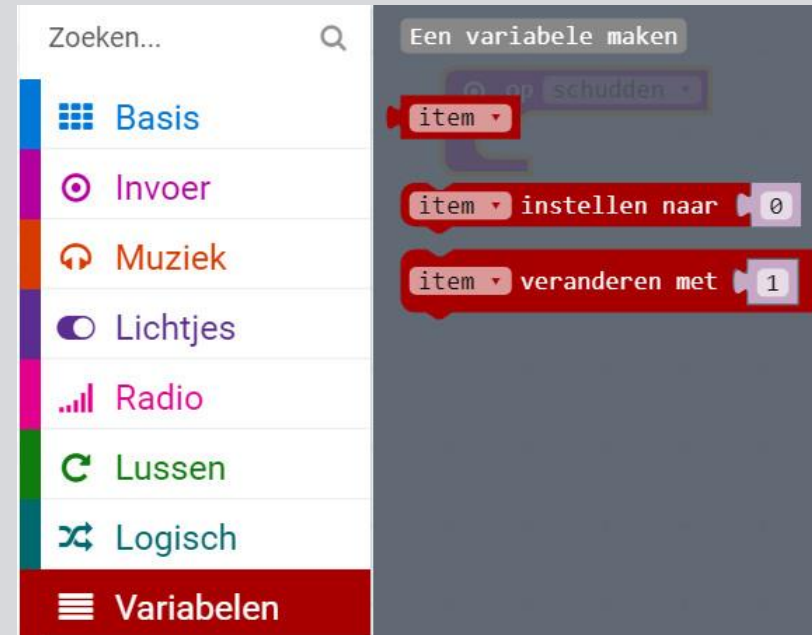 Zoeken...
Basis
Invoer
Muziek
Lichtjes
Radio
Lussen
Logisch
Variabelen
Een variabele maken
op schudden
item
item instellen naar 0
item veranderen met 1